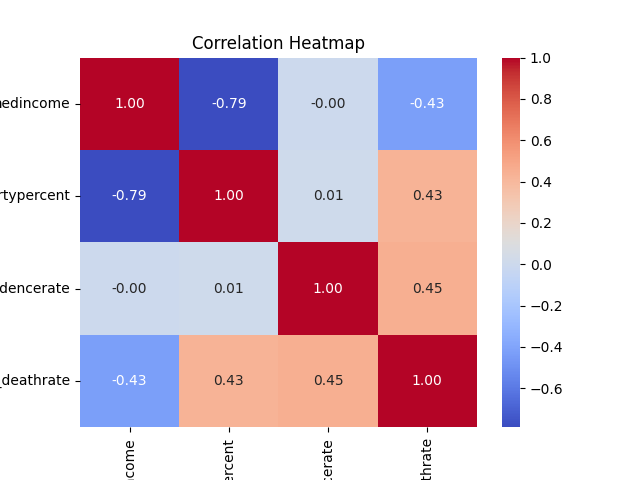 Correlation Heatmap
edincome 1.00 -0.79 -0.00 -0.43
rtypercent -0.79 1.00 0.01 0.43
dencerate -0.00 0.01 1.00 0.45
_deathrate -0.43 0.43 0.45 1.00
come
ercent
erate
thrate
1.0
0.8
0.6
0.4
0.2
0.0
−0.2
−0.4
−0.6